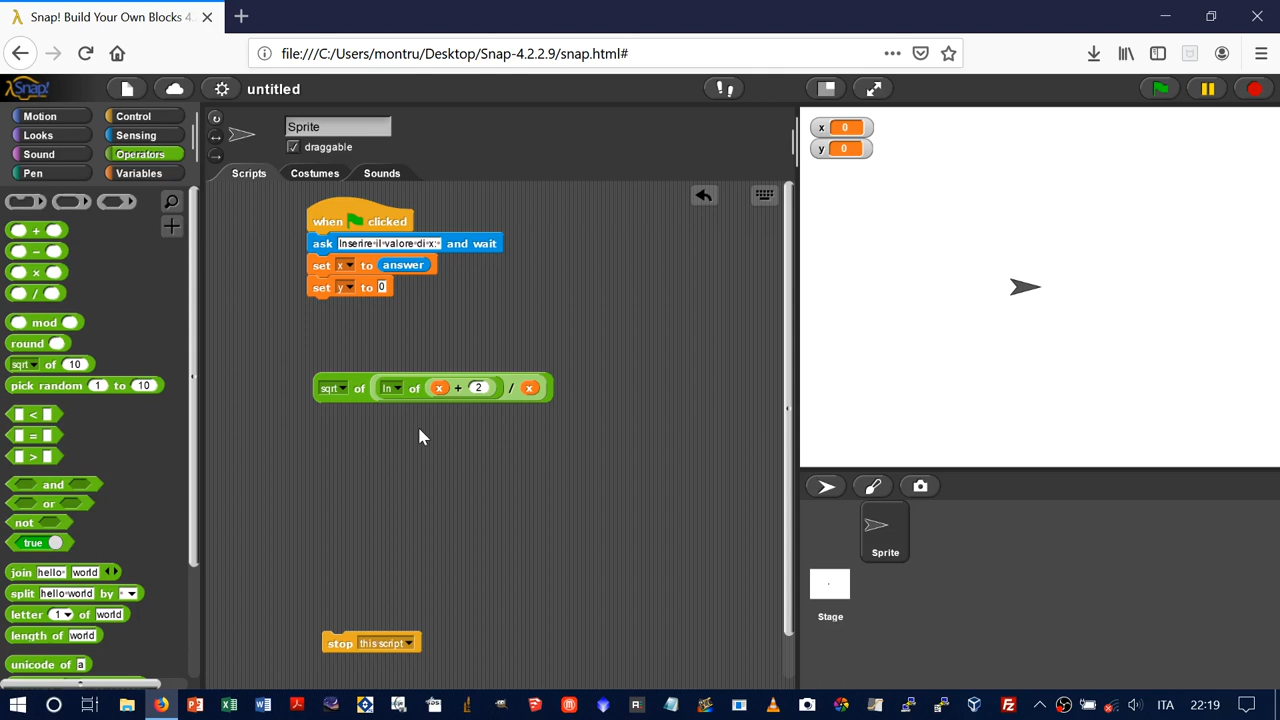 Snap! Build Your Own Blocks 4.
file:///C:/Users/montru/Desktop/Snap-4.2.2.9/snap.html#
Snap! untitled
Motion Control
Looks Sensing
Sound Operators
Pen Variables
Sprite
draggable
Scripts Costumes Sounds
+
−
×
/
mod
round
sqrt of 10
pick random 1 to 10
<
=
>
and
or
not
true
join hello world
split hello world by
letter 1 of world
length of world
unicode of a
when clicked
ask Inserire il valore di x: and wait
set x to answer
set y to 0
sqrt of ln of x + 2 / x
stop this script
x 0
y 0
Sprite
Stage
ITA 22:19